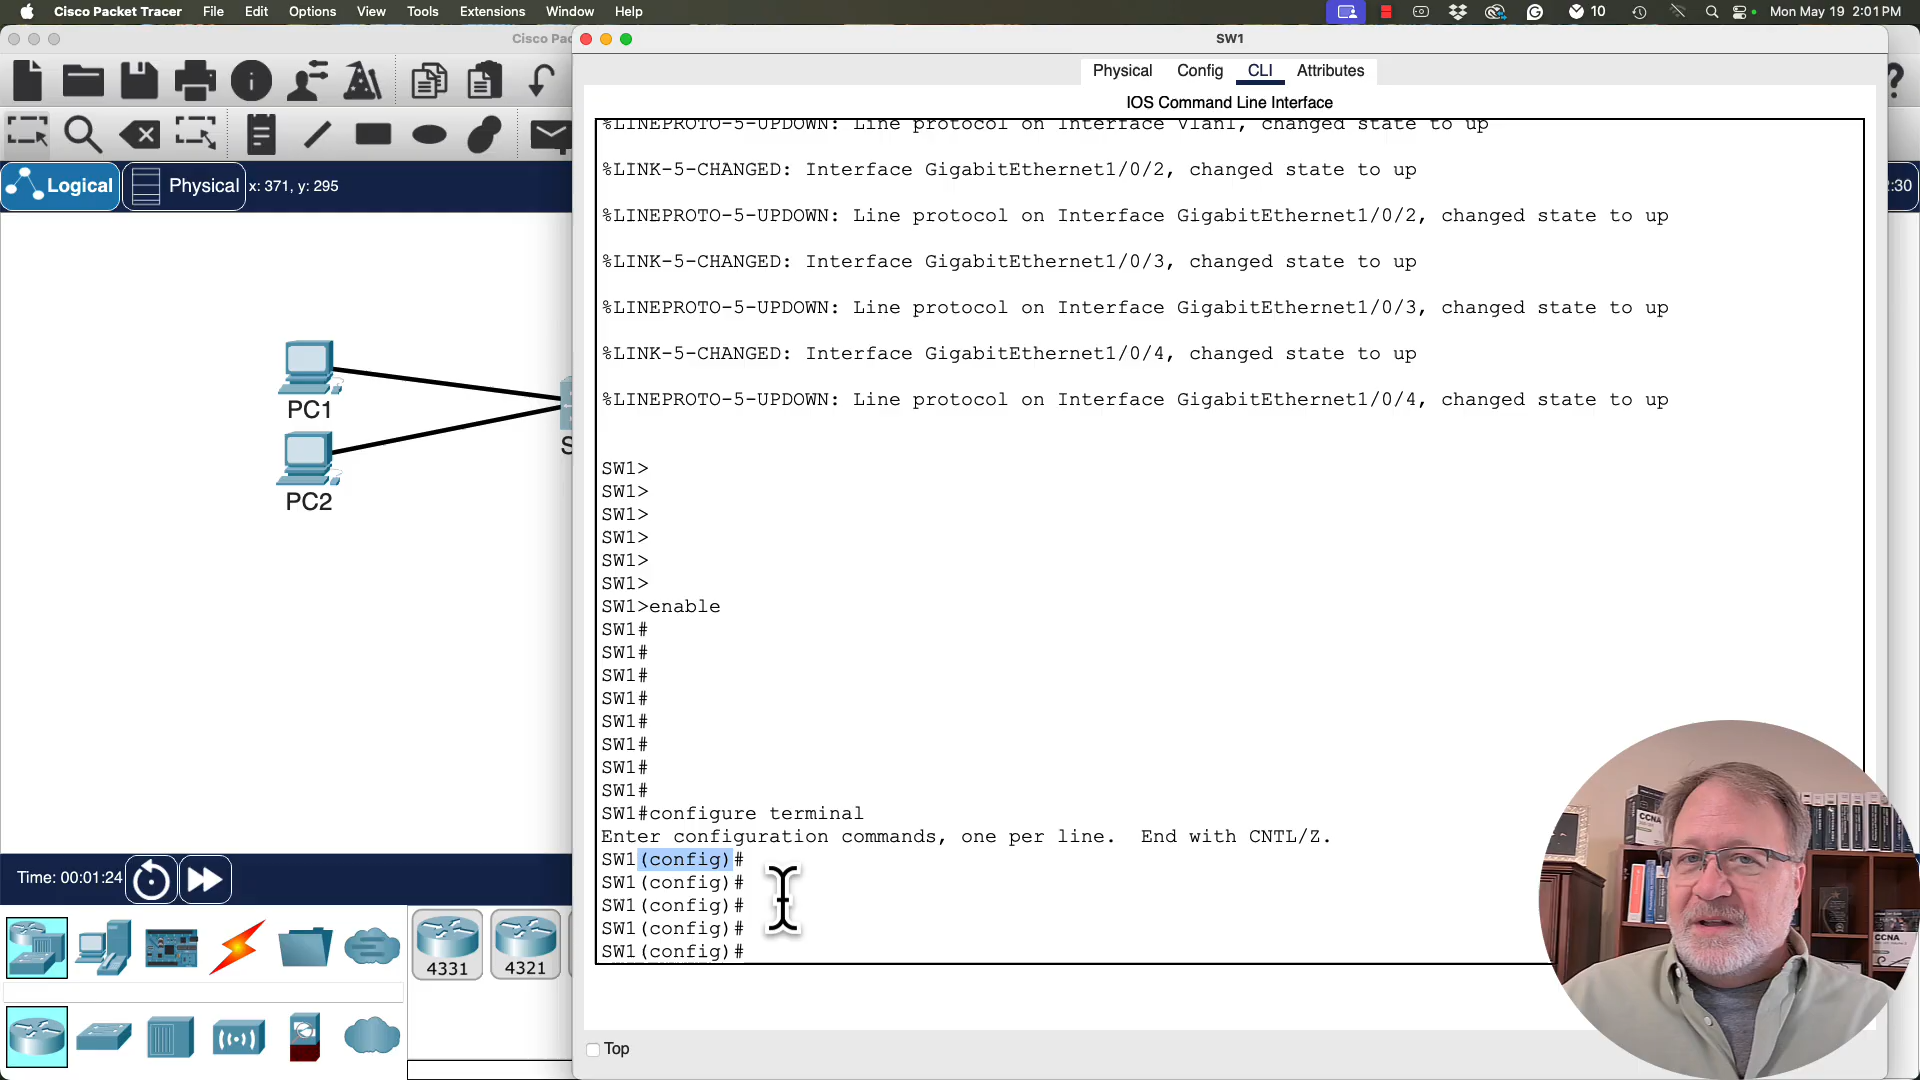 Cisco Packet Tracer File Edit Options View Tools Extensions Window Help 10 Mon May 19 2:01 PM
SW1
Physical Config CLI Attributes
IOS Command Line Interface
Logical Physical x: 371, y: 295
PC1
PC2
%LINEPROTO-5-UPDOWN: Line protocol on Interface Vlan1, changed state to up
%LINK-5-CHANGED: Interface GigabitEthernet1/0/2, changed state to up
%LINEPROTO-5-UPDOWN: Line protocol on Interface GigabitEthernet1/0/2, changed state to up
%LINK-5-CHANGED: Interface GigabitEthernet1/0/3, changed state to up
%LINEPROTO-5-UPDOWN: Line protocol on Interface GigabitEthernet1/0/3, changed state to up
%LINK-5-CHANGED: Interface GigabitEthernet1/0/4, changed state to up
%LINEPROTO-5-UPDOWN: Line protocol on Interface GigabitEthernet1/0/4, changed state to up
SW1>
SW1>
SW1>
SW1>
SW1>
SW1>
SW1>enable
SW1#
SW1#
SW1#
SW1#
SW1#
SW1#
SW1#
SW1#
SW1#configure terminal
Enter configuration commands, one per line. End with CNTL/Z.
SW1(config)#
SW1(config)#
SW1(config)#
SW1(config)#
SW1(config)#
Time: 00:01:24
4331 4321
Top
CCNA